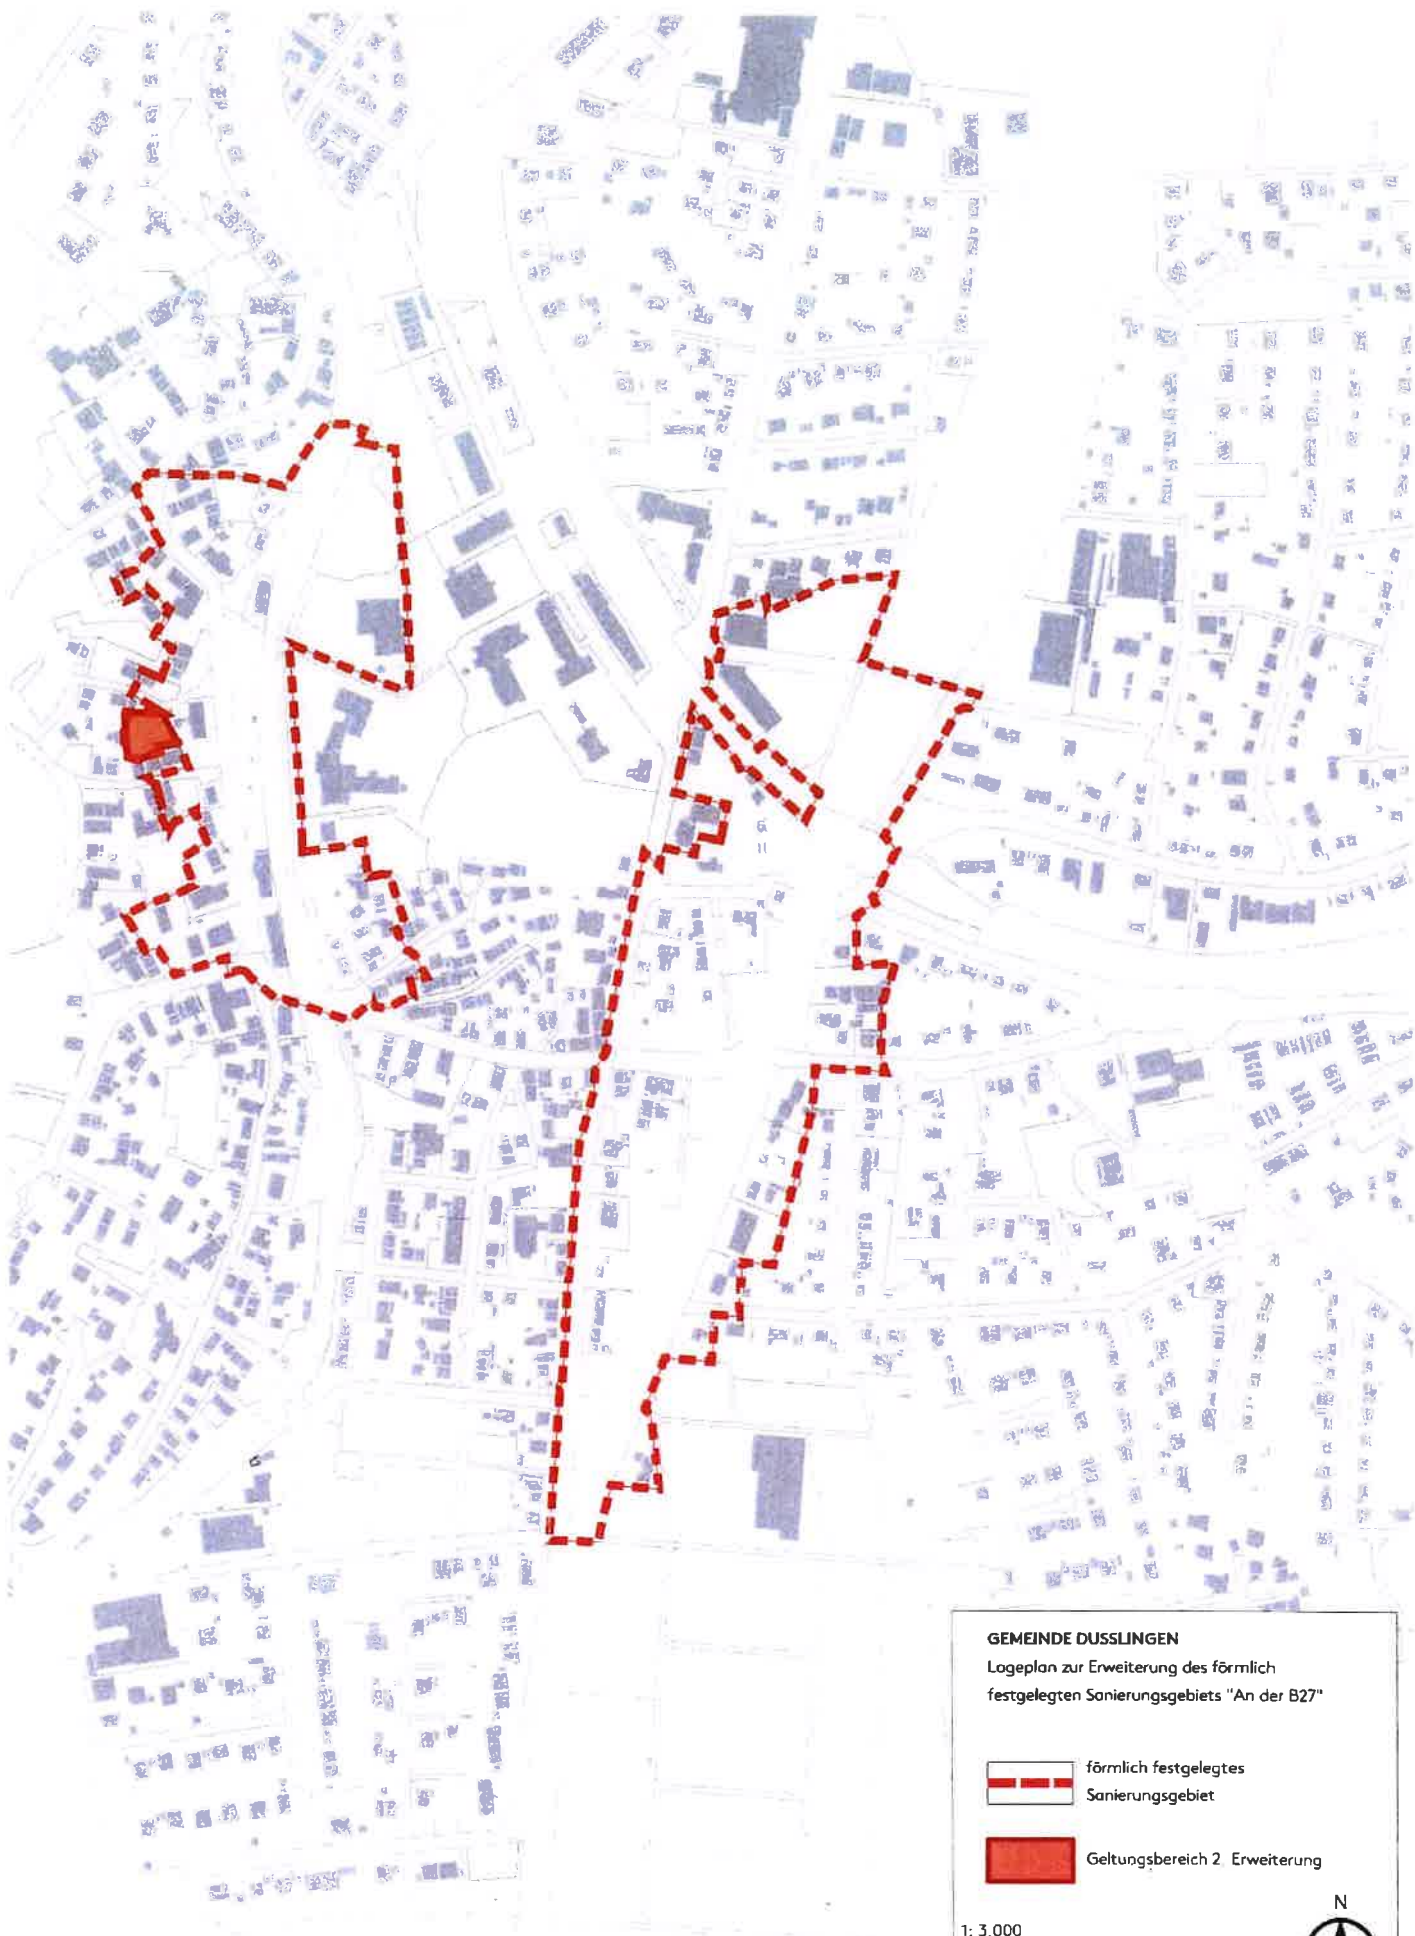 GEMEINDE DUSSLINGEN
Lageplan zur Erweiterung des förmlich
festgelegten Sanierungsgebiets "An der B27"
förmlich festgelegtes
Sanierungsgebiet
Geltungsbereich 2. Erweiterung
N
1: 3.000